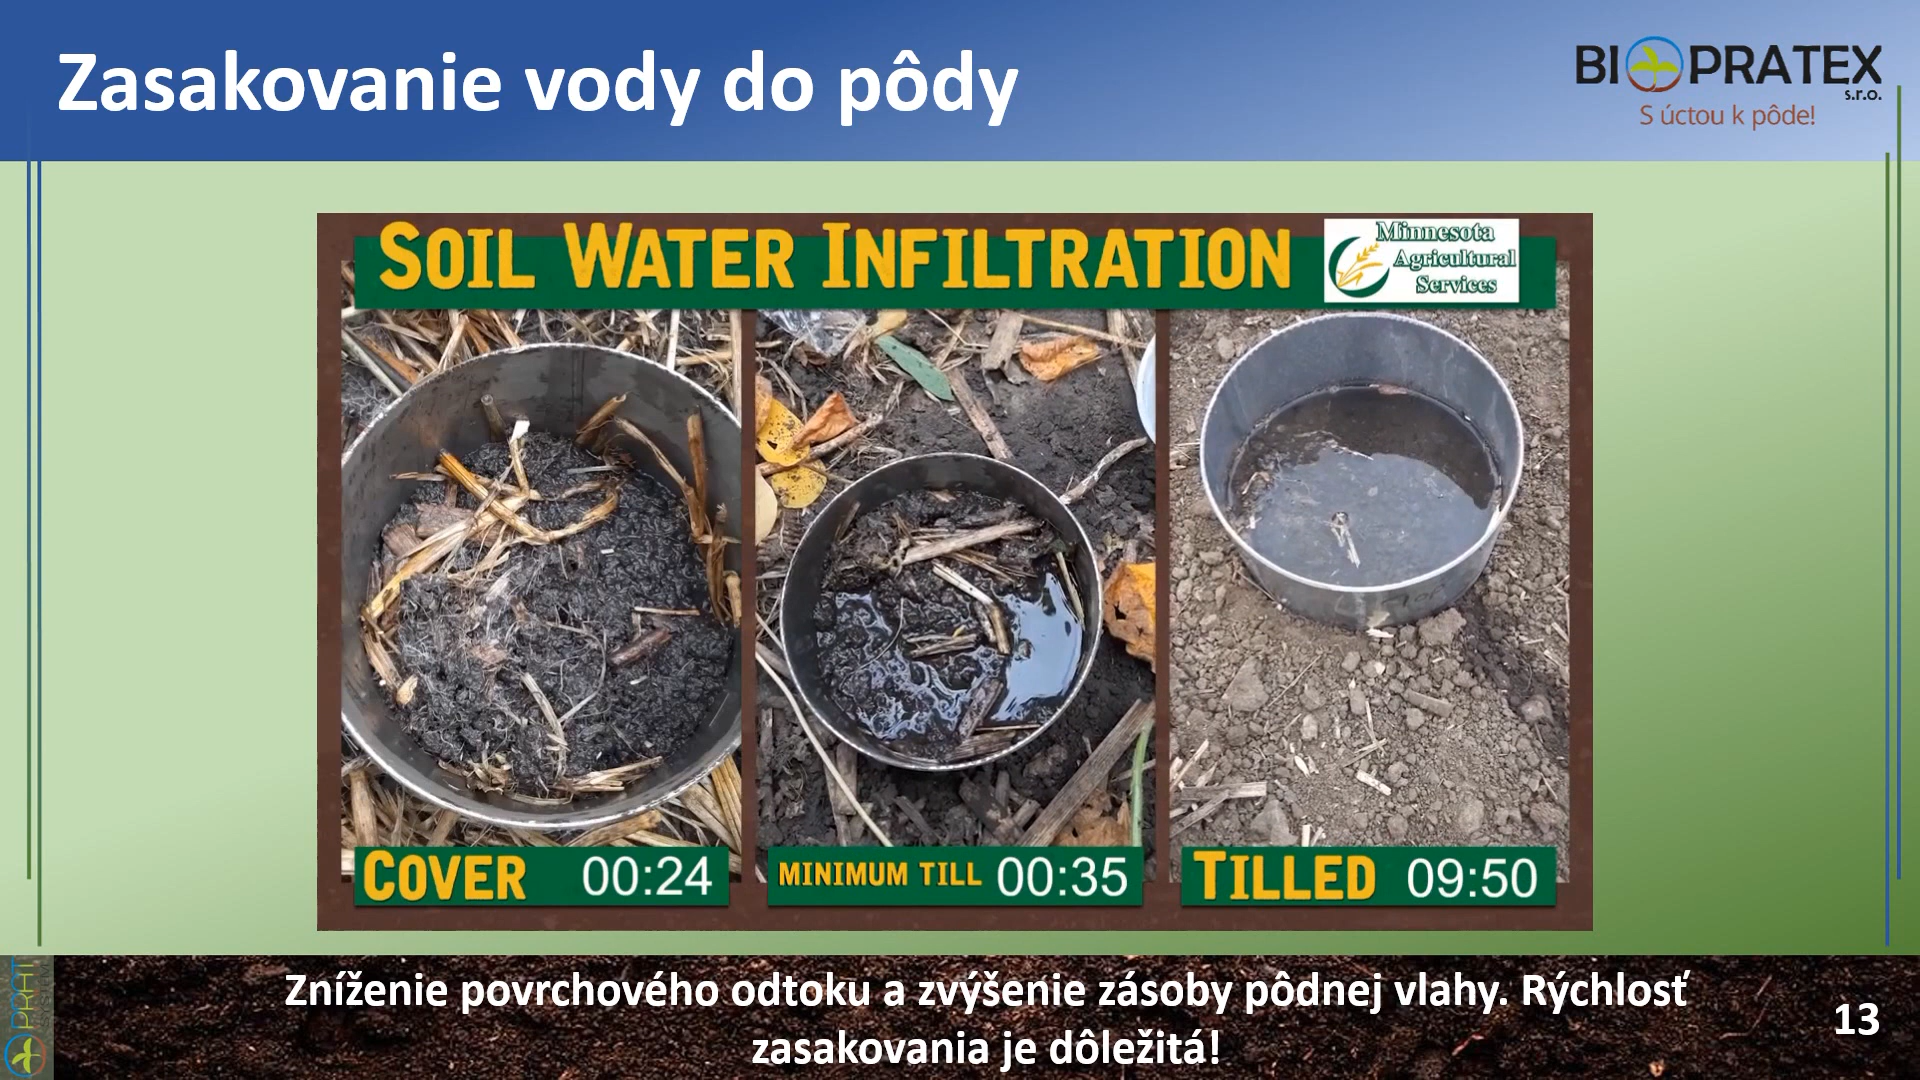 Zasakovanie vody do pôdy
BIOPRATEX
s.r.o.
S úctou k pôde!
SOIL WATER INFILTRATION
Minnesota
Agricultural
Services
COVER 00:24
MINIMUM TILL 00:35
TILLED 09:50
Zníženie povrchového odtoku a zvýšenie zásoby pôdnej vlahy. Rýchlosť
zasakovania je dôležitá!
13